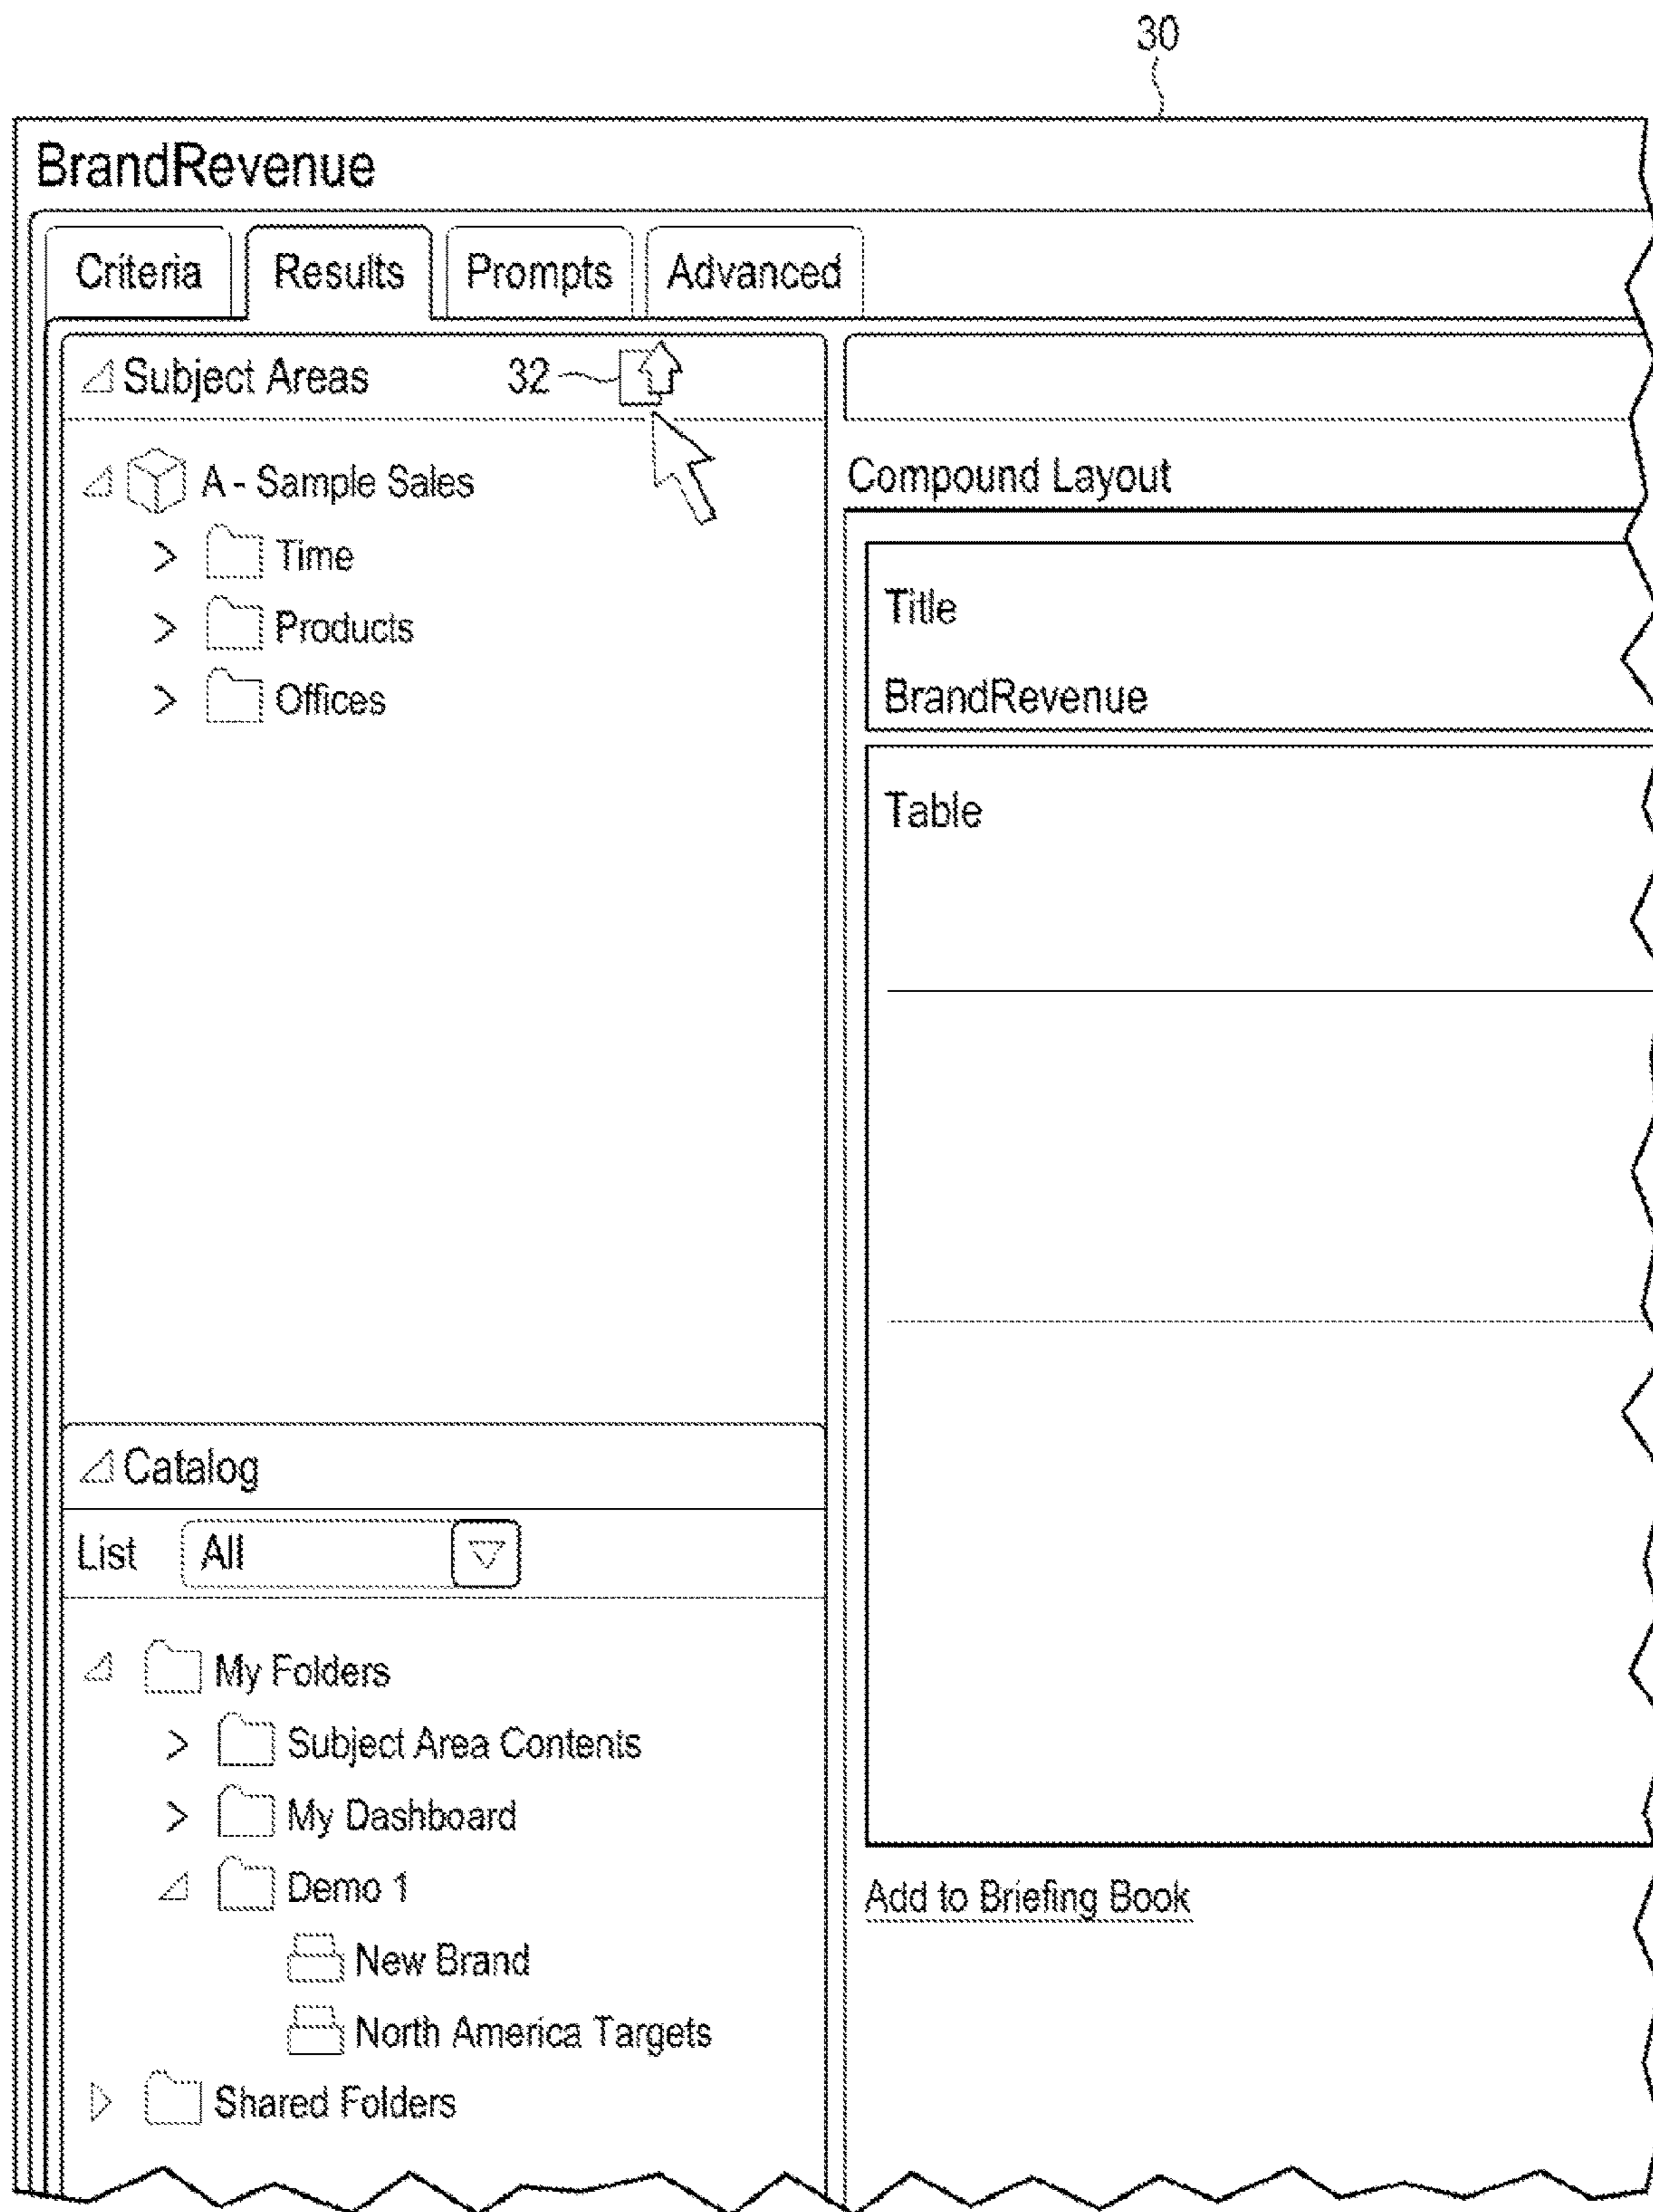 30
BrandRevenue
Criteria Results Prompts Advanced
Subject Areas 32
A - Sample Sales
Time
Products
Offices
Compound Layout
Title
BrandRevenue
Table
Catalog
List All
My Folders
Subject Area Contents
My Dashboard
Demo 1
New Brand
North America Targets
Shared Folders
Add to Briefing Book